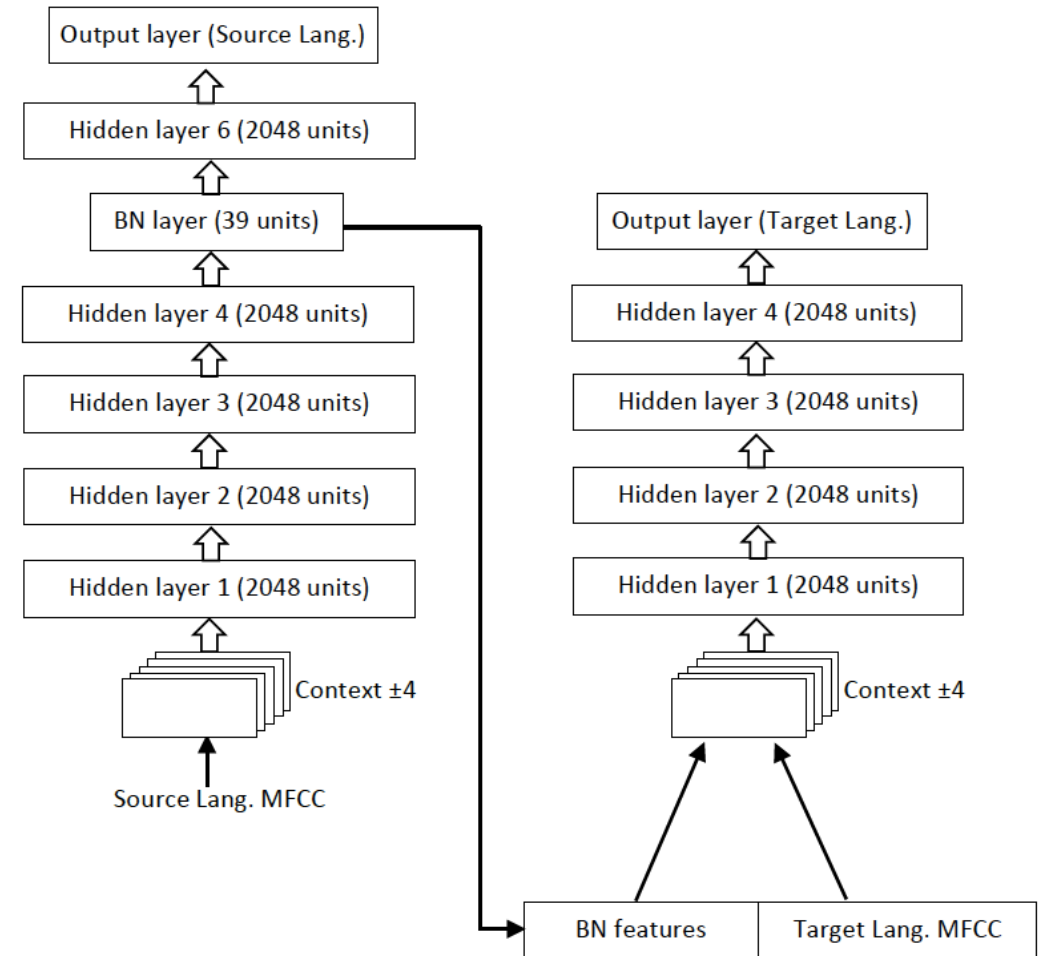 Output layer (Source Lang.)
Hidden layer 6 (2048 units)
BN layer (39 units)
Hidden layer 4 (2048 units)
Hidden layer 3 (2048 units)
Hidden layer 2 (2048 units)
Hidden layer 1 (2048 units)
Context ±4
Source Lang. MFCC
Output layer (Target Lang.)
Hidden layer 4 (2048 units)
Hidden layer 3 (2048 units)
Hidden layer 2 (2048 units)
Hidden layer 1 (2048 units)
Context ±4
BN features
Target Lang. MFCC